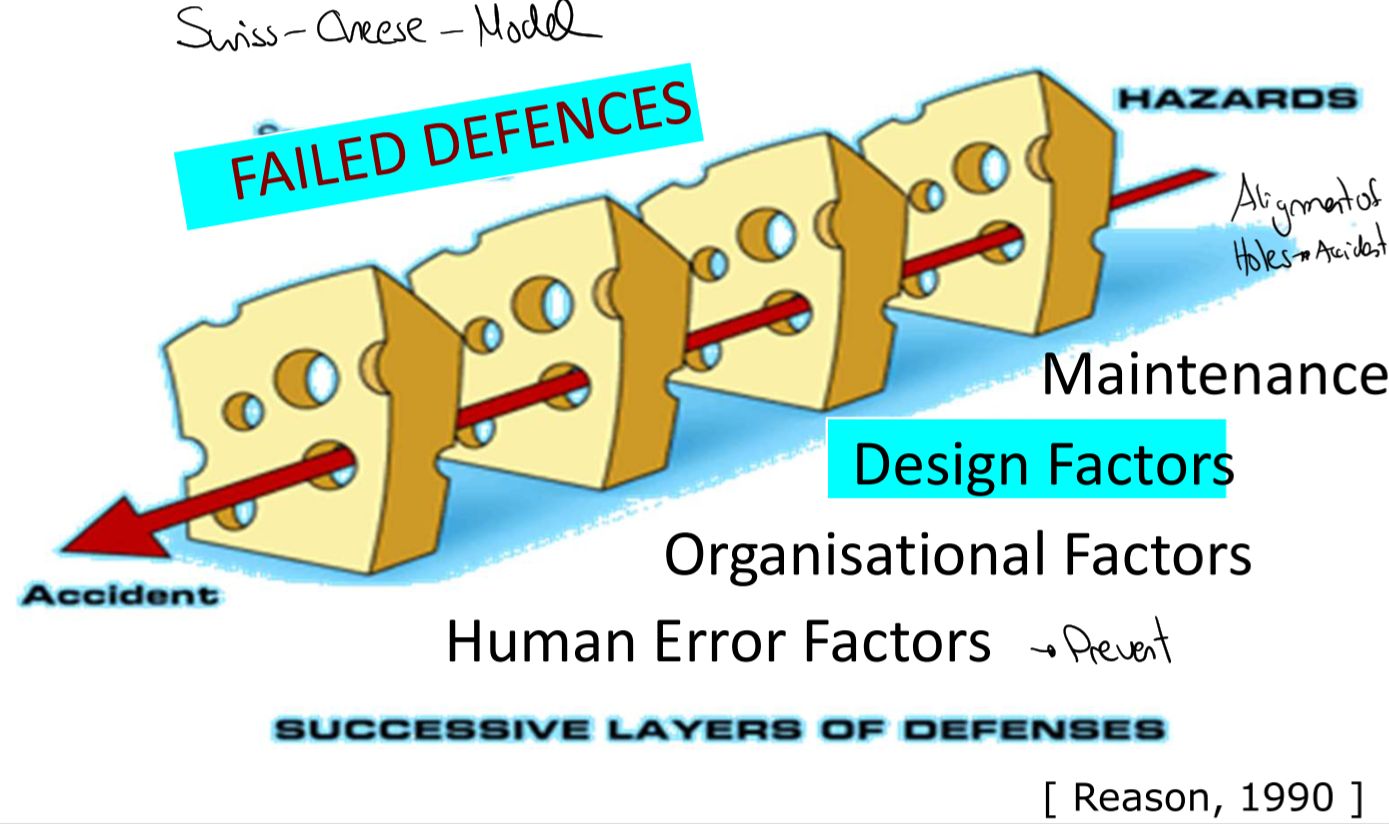 Swiss-Cheese-Model
FAILED DEFENCES
HAZARDS
Alignment of
Holes → Accident
Maintenance
Design Factors
Organisational Factors
Human Error Factors → Prevent
Accident
SUCCESSIVE LAYERS OF DEFENSES
[ Reason, 1990 ]